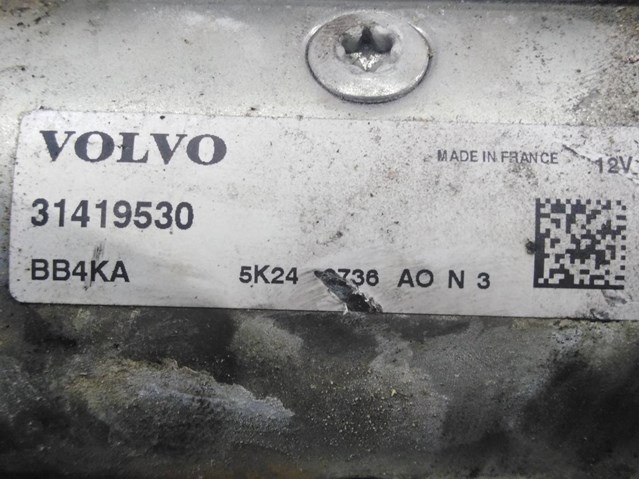 VOLVO
MADE IN FRANCE 12V
31419530
BB4KA 5K24 AO N 3